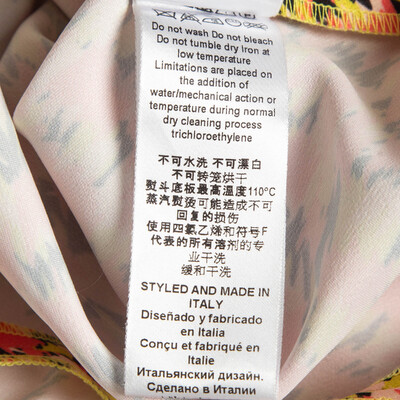 Do not wash Do not bleach
Do not tumble dry Iron at
low temperature
Limitations are placed on
the addition of
water/mechanical action or
temperature during normal
dry cleaning process
trichloroethylene
不可水洗 不可漂白
不可转笼烘干
熨斗底板最高温度110°C
蒸汽熨烫可能造成不可
回复的损伤
使用四氯乙烯和符号F
代表的所有溶剂的专
业干洗
缓和干洗
STYLED AND MADE IN
ITALY
Diseñado y fabricado
en Italia
Conçu et fabriqué en
Italie
Итальянский дизайн.
Сделано в Италии